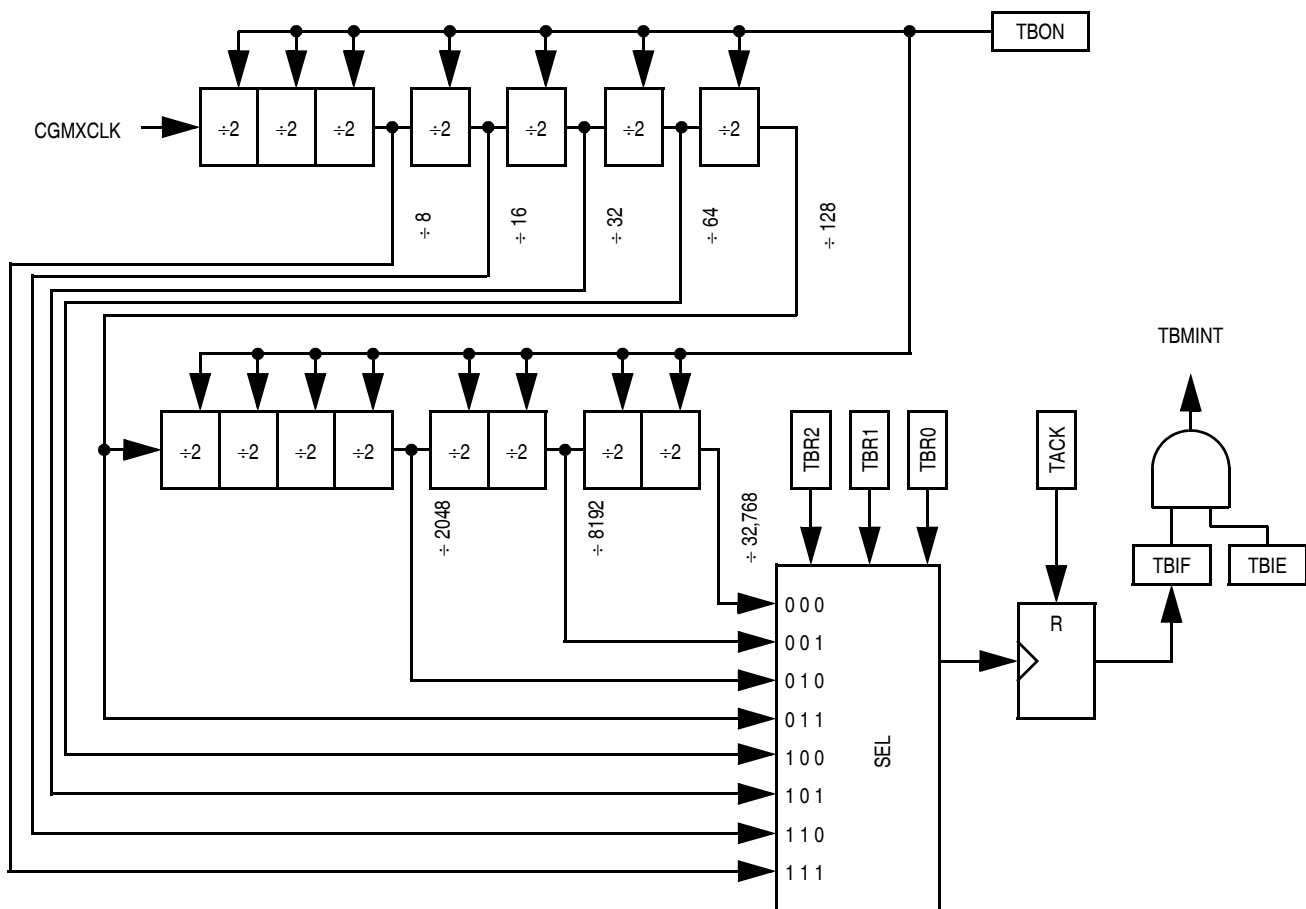 TBON
CGMXCLK
÷2
÷2
÷2
÷2
÷2
÷2
÷2
÷ 8
÷ 16
÷ 32
÷ 64
÷ 128
TBMINT
÷2
÷2
÷2
÷2
÷2
÷2
÷2
÷2
÷ 2048
÷ 8192
÷ 32,768
TBR2
TBR1
TBR0
TACK
TBIF
TBIE
R
SEL
0 0 0
0 0 1
0 1 0
0 1 1
1 0 0
1 0 1
1 1 0
1 1 1